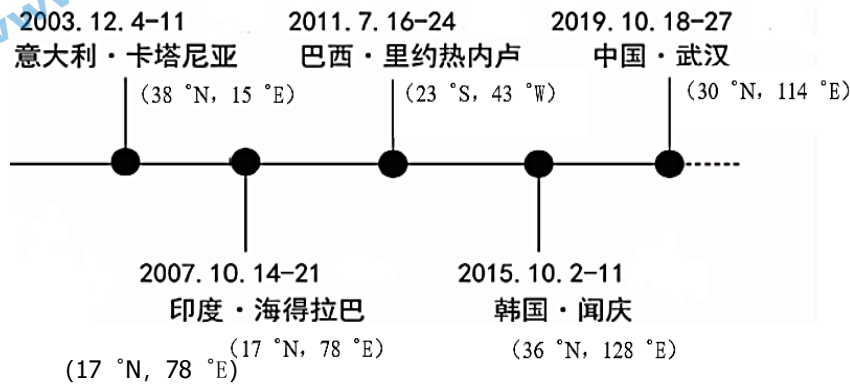 2003.12.4-11
意大利·卡塔尼亚
(38 °N, 15 °E)
2011.7.16-24
巴西·里约热内卢
(23 °S, 43 °W)
2019.10.18-27
中国·武汉
(30 °N, 114 °E)
2007.10.14-21
印度·海得拉巴
(17 °N, 78 °E)
(17 °N, 78 °E)
2015.10.2-11
韩国·闻庆
(36 °N, 128 °E)